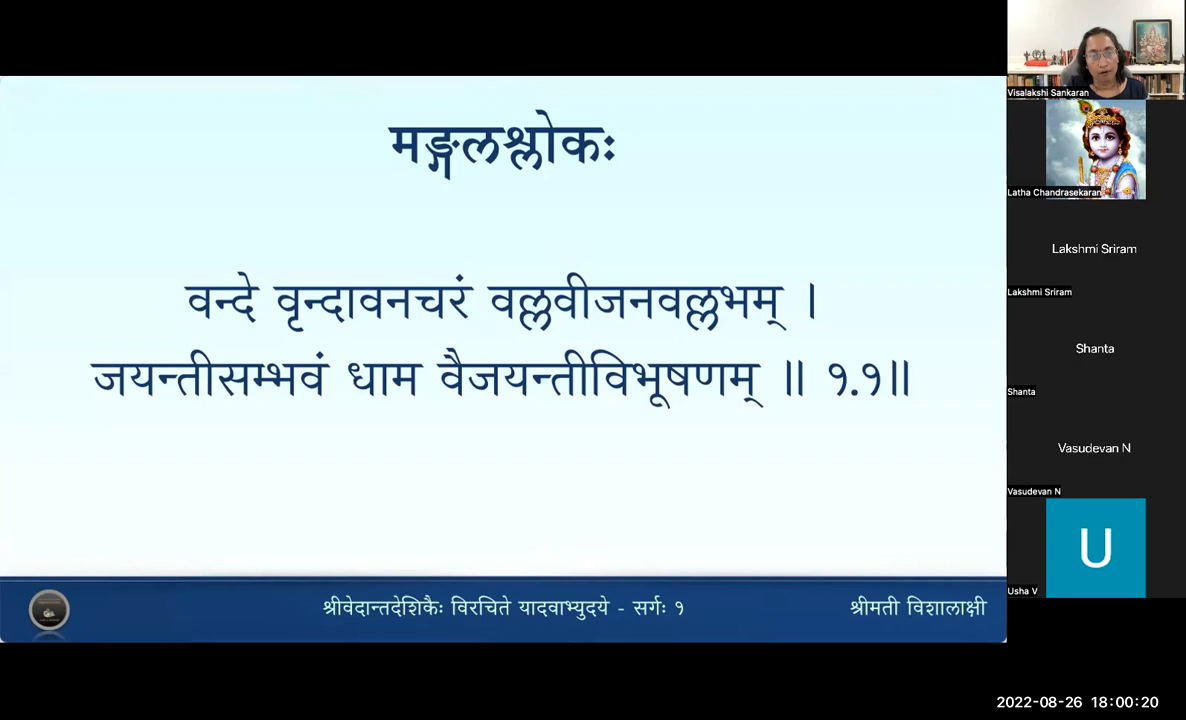 मङ्गलश्लोकः
वन्दे वृन्दावनचरं वल्लवीजनवल्लभम् ।
जयन्तीसम्भवं धाम वैजयन्तीविभूषणम् ॥ १.१॥
श्रीवेदान्तदेशिकैः विरचिते यादवाभ्युदये - सर्गः १
श्रीमती विशालाक्षी
Visalakshi Sankaran
Latha Chandrasekaran
Lakshmi Sriram
Lakshmi Sriram
Shanta
Shanta
Vasudevan N
Vasudevan N
U
Usha V
2022-08-26 18:00:20